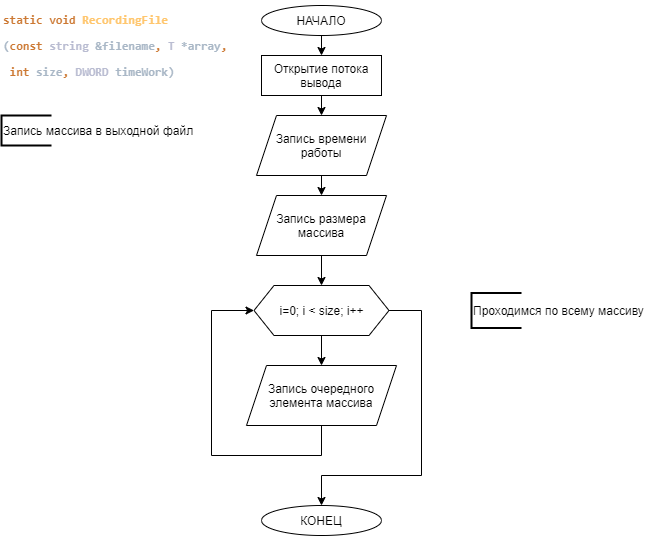 static void RecordingFile
(const string &filename, T *array,
int size, DWORD timeWork)
НАЧАЛО
Открытие потока
вывода
Запись массива в выходной файл
Запись времени
работы
Запись размера
массива
i=0; i < size; i++
Проходимся по всему массиву
Запись очередного
элемента массива
КОНЕЦ